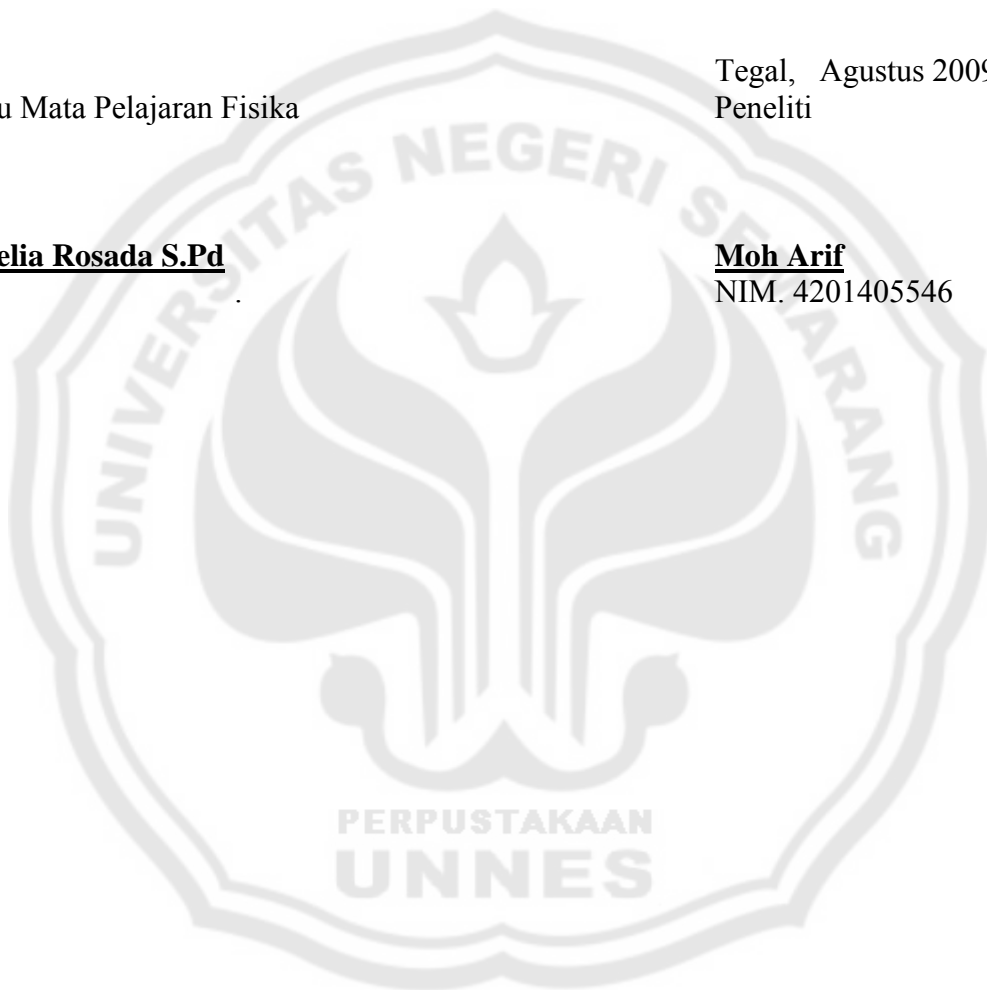 Tegal, Agustus 2009
u Mata Pelajaran Fisika Peneliti
elia Rosada S.Pd Moh Arif
. NIM. 4201405546
UNIVERSITAS NEGERI SEMARANG
PERPUSTAKAAN
UNNES